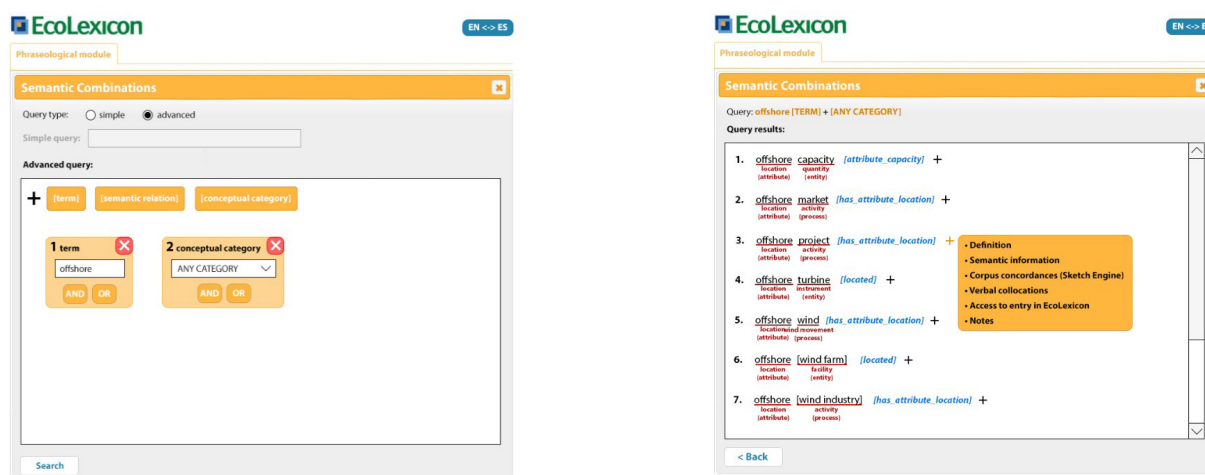 EcoLexicon
EN <-> ES
Phraseological module
Semantic Combinations
Query type: simple advanced
Simple query:
Advanced query:
+ [term] [semantic relation] [conceptual category]
1 term
offshore
AND OR
2 conceptual category
ANY CATEGORY
AND OR
Search
EcoLexicon
EN <-> E
Phraseological module
Semantic Combinations
Query: offshore [TERM] + [ANY CATEGORY]
Query results:
1. offshore capacity [attribute_capacity] +
location quantity
(attribute) (entity)
2. offshore market [has_attribute_location] +
location activity
(attribute) (process)
3. offshore project [has_attribute_location] +
location activity
(attribute) (process)
• Definition
• Semantic information
• Corpus concordances (Sketch Engine)
• Verbal collocations
• Access to entry in EcoLexicon
• Notes
4. offshore turbine [located] +
location instrument
(attribute) (entity)
5. offshore wind [has_attribute_location] +
location wind movement
(attribute) (process)
6. offshore [wind farm] [located] +
location facility
(attribute) (entity)
7. offshore [wind industry] [has_attribute_location] +
location activity
(attribute) (process)
< Back